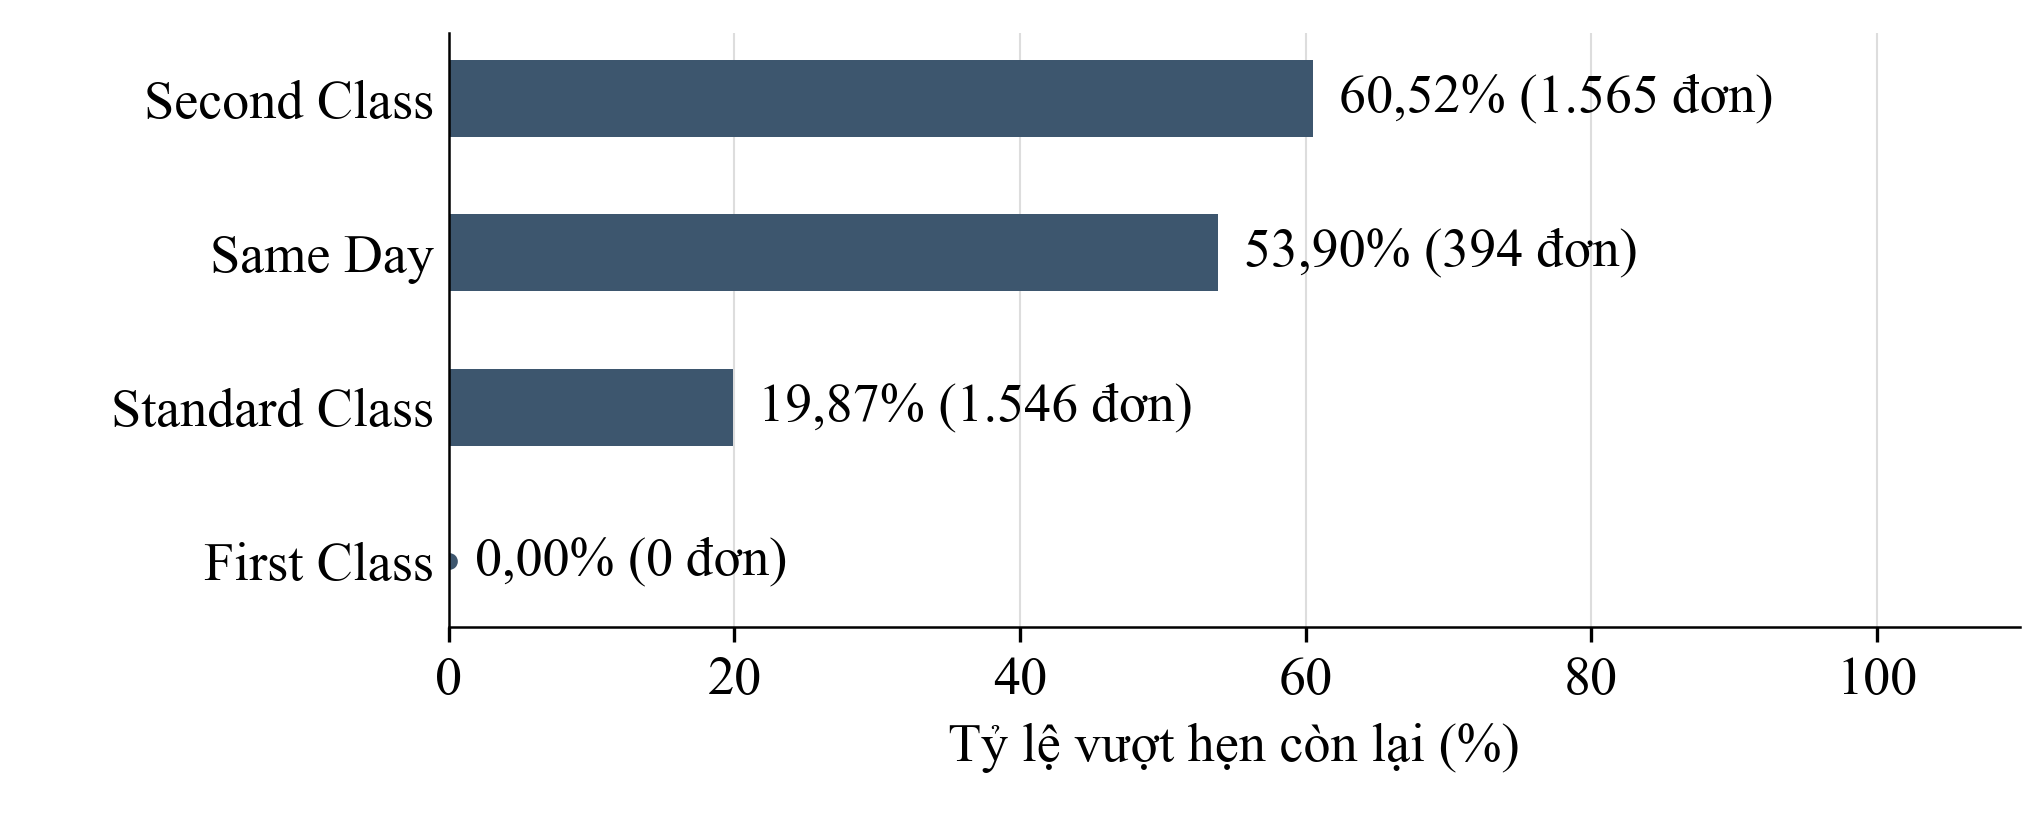 Second Class 60,52% (1.565 đơn)
Same Day 53,90% (394 đơn)
Standard Class 19,87% (1.546 đơn)
First Class 0,00% (0 đơn)
0 20 40 60 80 100
Tỷ lệ vượt hẹn còn lại (%)